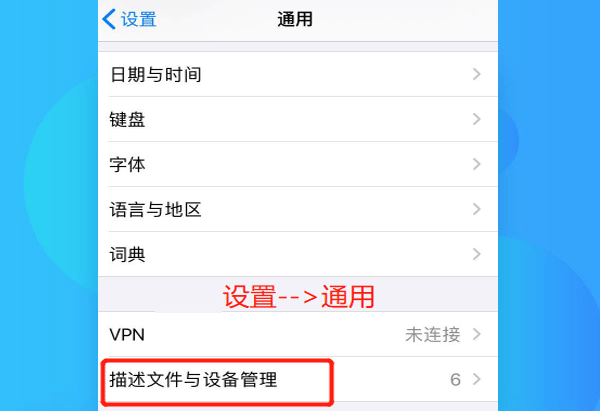 设置 通用
日期与时间
键盘
字体
语言与地区
词典
设置-->通用
VPN 未连接
描述文件与设备管理 6